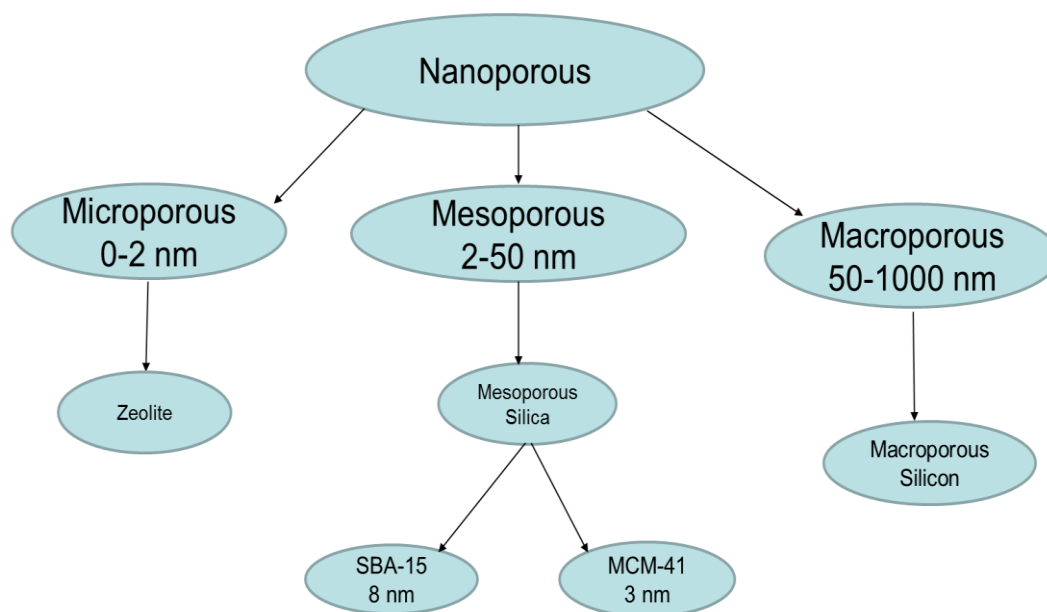 Nanoporous
Microporous
0-2 nm
Mesoporous
2-50 nm
Macroporous
50-1000 nm
Zeolite
Mesoporous
Silica
Macroporous
Silicon
SBA-15
8 nm
MCM-41
3 nm